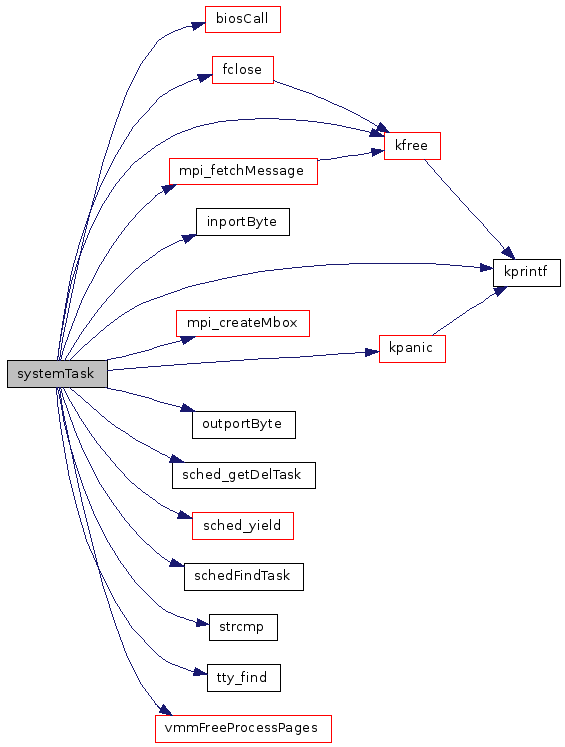 biosCall
fclose
kfree
mpi_fetchMessage
inportByte
kprintf
mpi_createMbox
kpanic
systemTask
outportByte
sched_getDelTask
sched_yield
schedFindTask
strcmp
tty_find
vmmFreeProcessPages